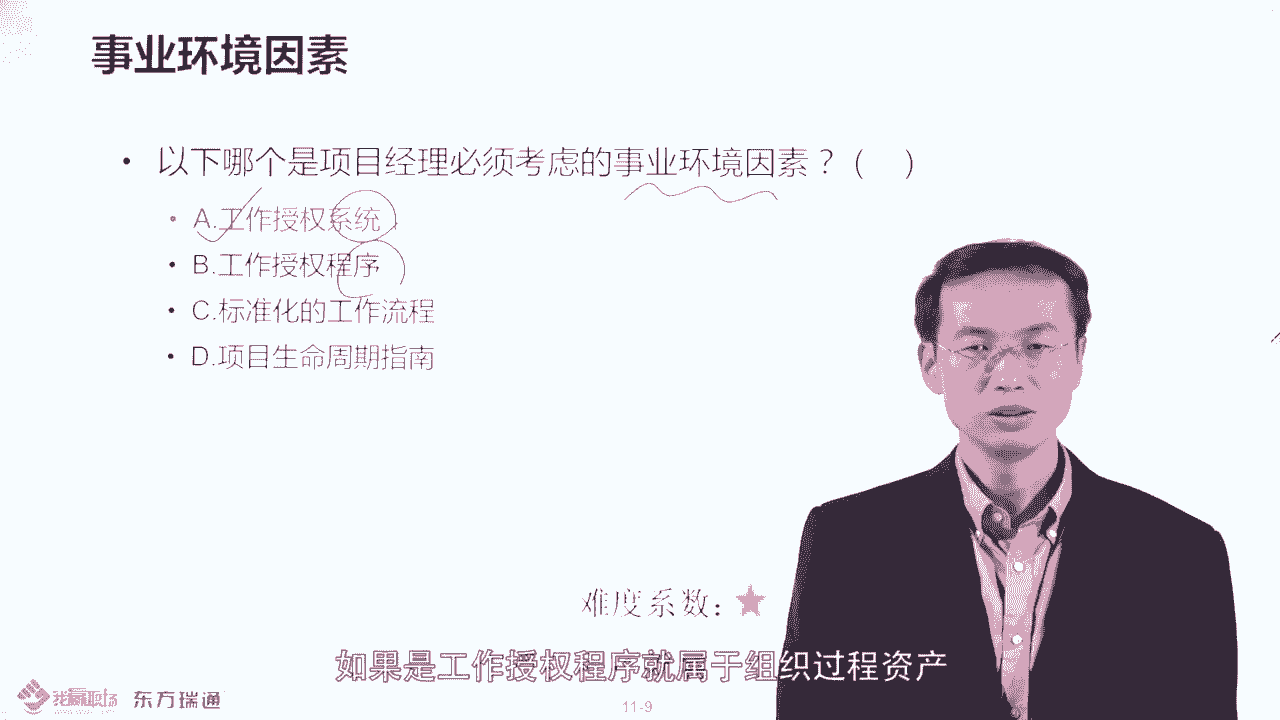 事业环境因素
• 以下哪个是项目经理必须考虑的事业环境因素？（ ）
• A.工作授权系统
• B.工作授权程序
• C.标准化的工作流程
• D.项目生命周期指南
难度系数：
如果是工作授权程序就属于组织过程资产
我赢职场 东方瑞通
11-9